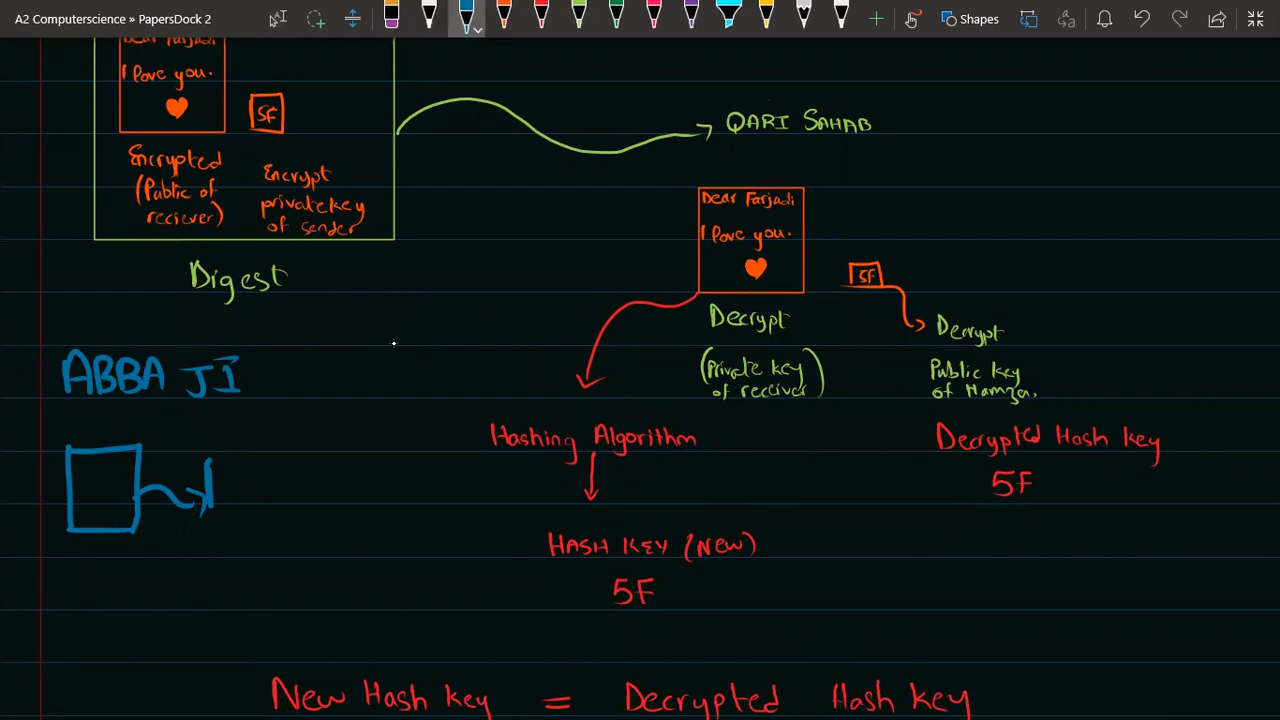 A2 Computerscience » PapersDock 2
Shapes
Dear Farjadi
I love you.
5F
Encrypted
(Public of
reciever)
Encrypt
private key
of sender
Digest
QARI SAHAB
Dear Farjadi
I love you.
5F
Decrypt
(Private key
of reciever)
Decrypt
Public key
of Hamza.
ABBA JI
Hashing Algorithm
Decrypted Hash key
5F
HASH KEY (New)
5F
New Hash key = Decrypted Hash key